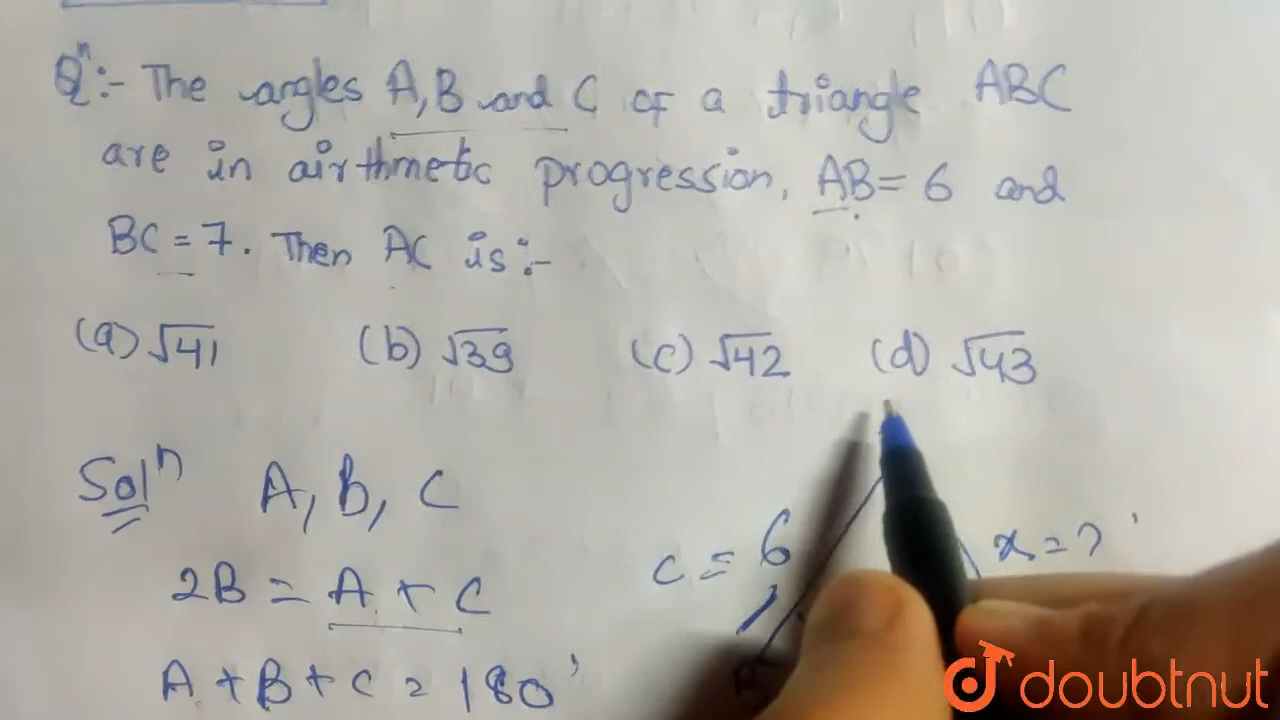 Qⁿ:- The angles A, B and C of a triangle ABC
are in airthmetic progression, AB = 6 and
BC = 7. Then AC is:-
(a) √41 (b) √39 (c) √42 (d) √43
Solⁿ A, B, C
2B = A + C
c = 6 x = ?
A + B + C = 180°
doubtnut